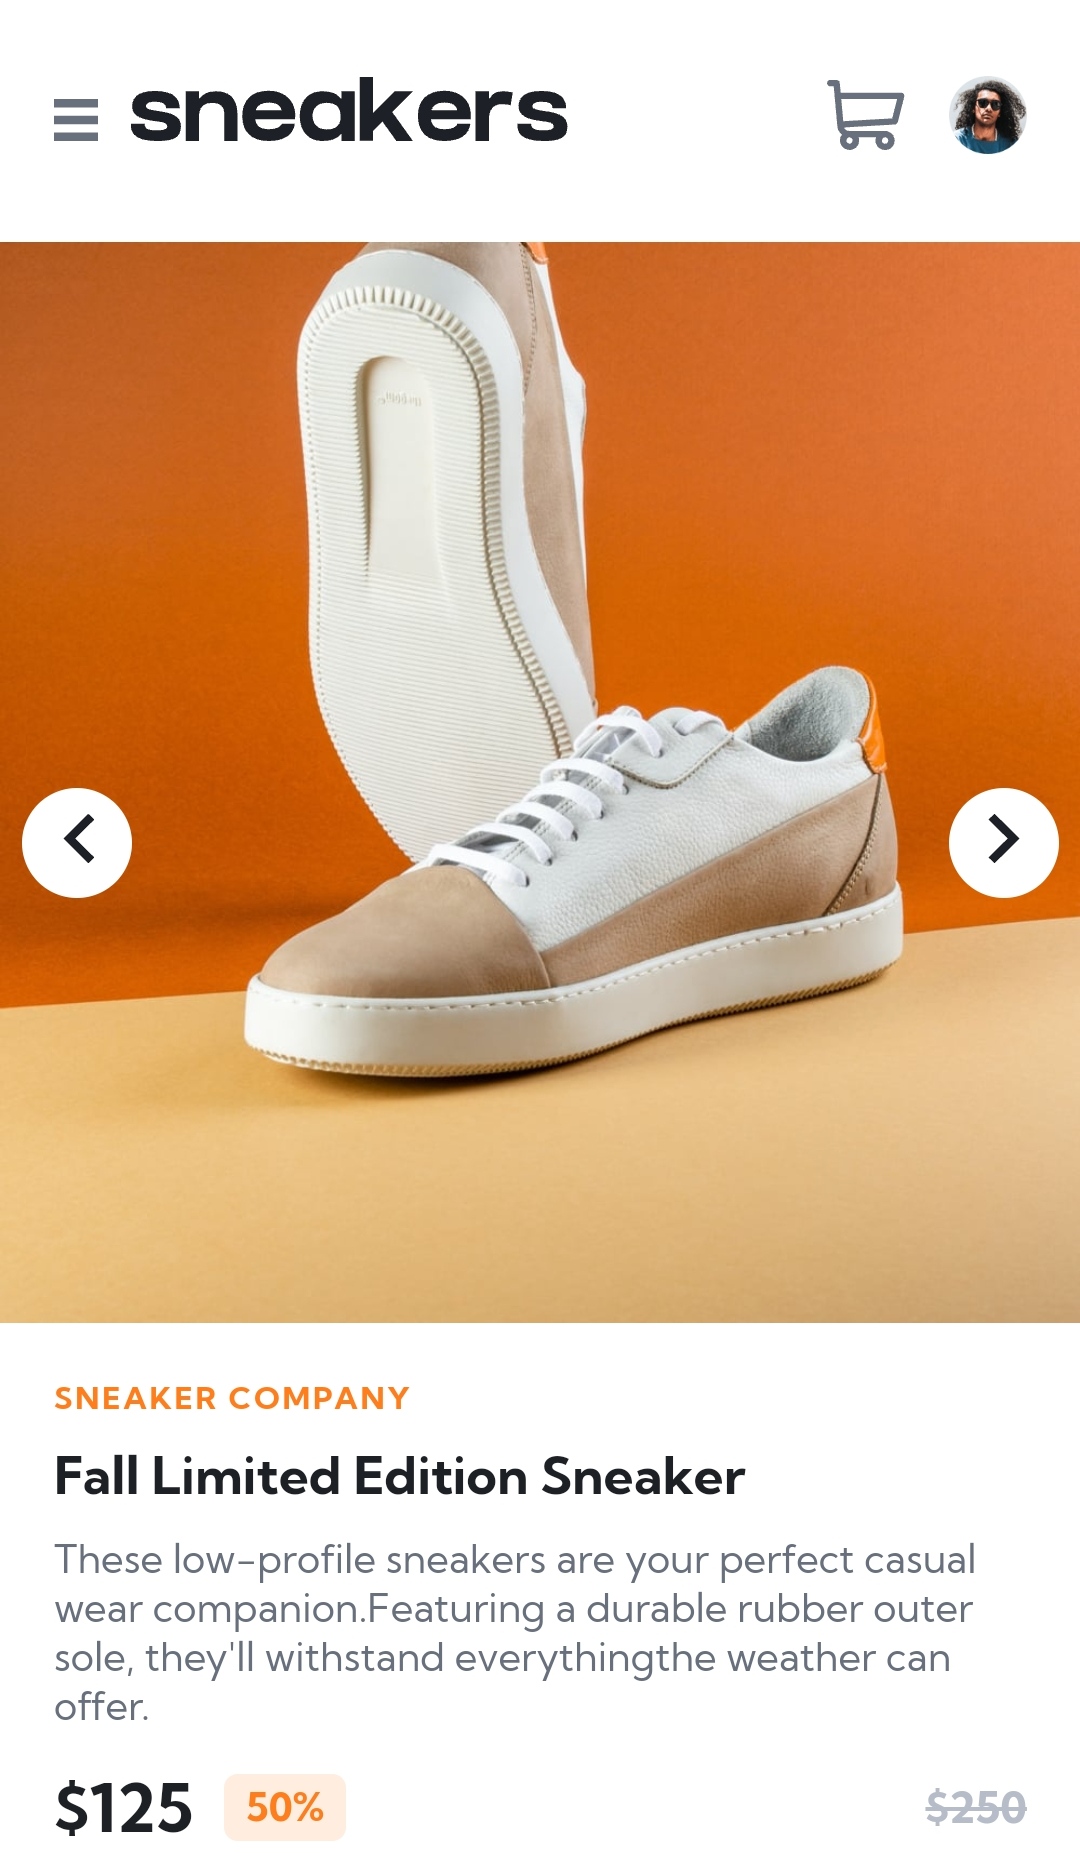 sneakers
SNEAKER COMPANY
Fall Limited Edition Sneaker
These low-profile sneakers are your perfect casual
wear companion.Featuring a durable rubber outer
sole, they'll withstand everythingthe weather can
offer.
$125 50% $250